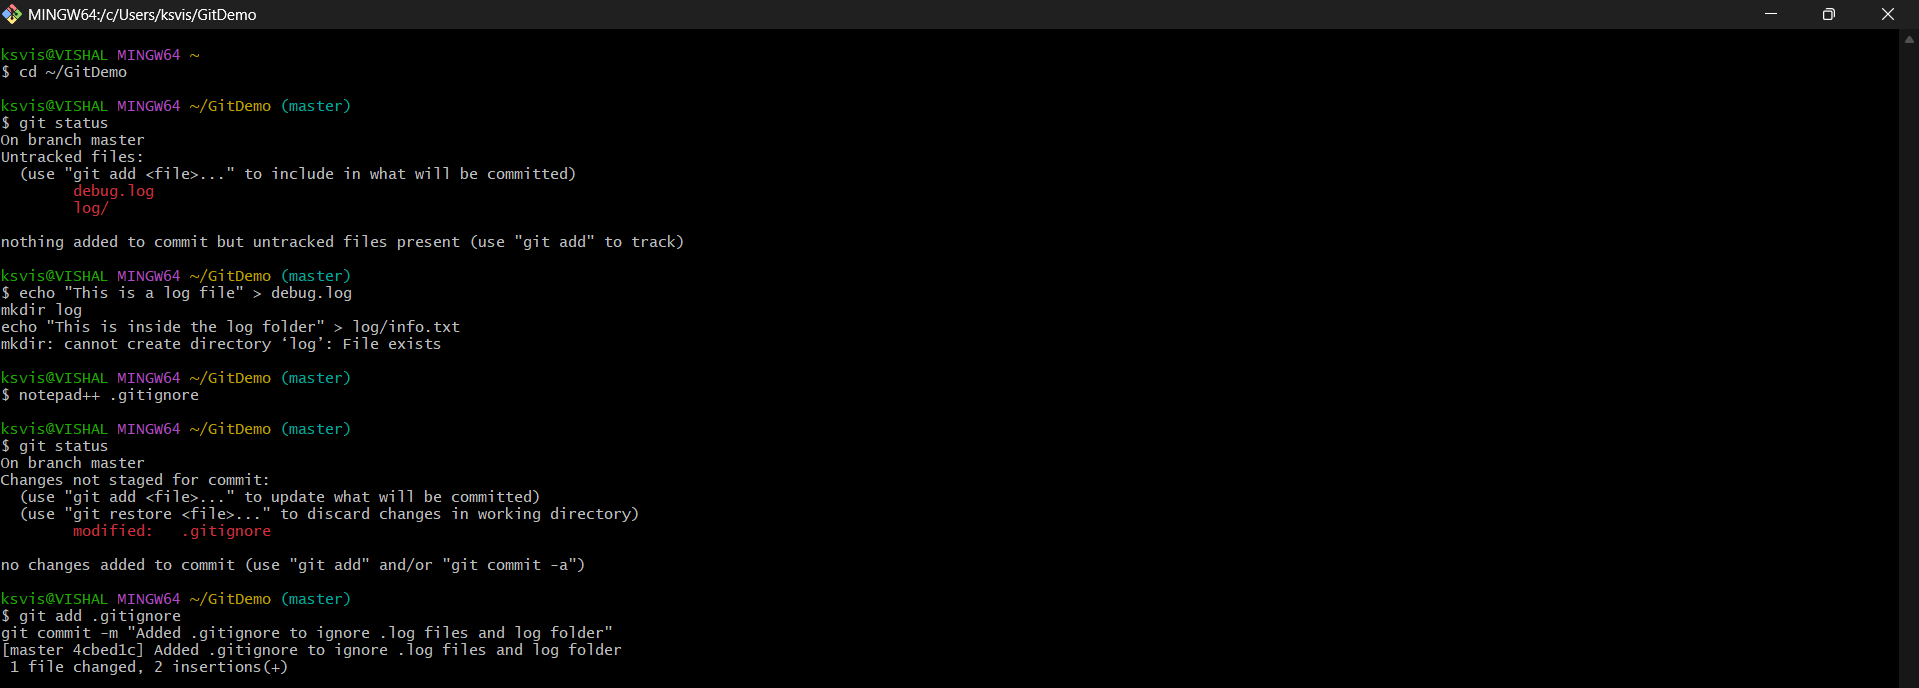 MINGW64:/c/Users/ksvis/GitDemo
ksvis@VISHAL MINGW64 ~
$ cd ~/GitDemo
ksvis@VISHAL MINGW64 ~/GitDemo (master)
$ git status
On branch master
Untracked files:
  (use "git add <file>..." to include in what will be committed)
        debug.log
        log/
nothing added to commit but untracked files present (use "git add" to track)
ksvis@VISHAL MINGW64 ~/GitDemo (master)
$ echo "This is a log file" > debug.log
mkdir log
echo "This is inside the log folder" > log/info.txt
mkdir: cannot create directory ‘log’: File exists
ksvis@VISHAL MINGW64 ~/GitDemo (master)
$ notepad++ .gitignore
ksvis@VISHAL MINGW64 ~/GitDemo (master)
$ git status
On branch master
Changes not staged for commit:
  (use "git add <file>..." to update what will be committed)
  (use "git restore <file>..." to discard changes in working directory)
        modified:   .gitignore
no changes added to commit (use "git add" and/or "git commit -a")
ksvis@VISHAL MINGW64 ~/GitDemo (master)
$ git add .gitignore
git commit -m "Added .gitignore to ignore .log files and log folder"
[master 4cbed1c] Added .gitignore to ignore .log files and log folder
 1 file changed, 2 insertions(+)